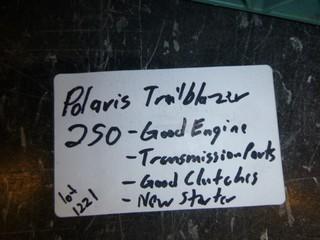 Polaris Trailblazer
250 - Good Engine
- Transmission Parts
- Good Clutches
- New Starter
lot
1221